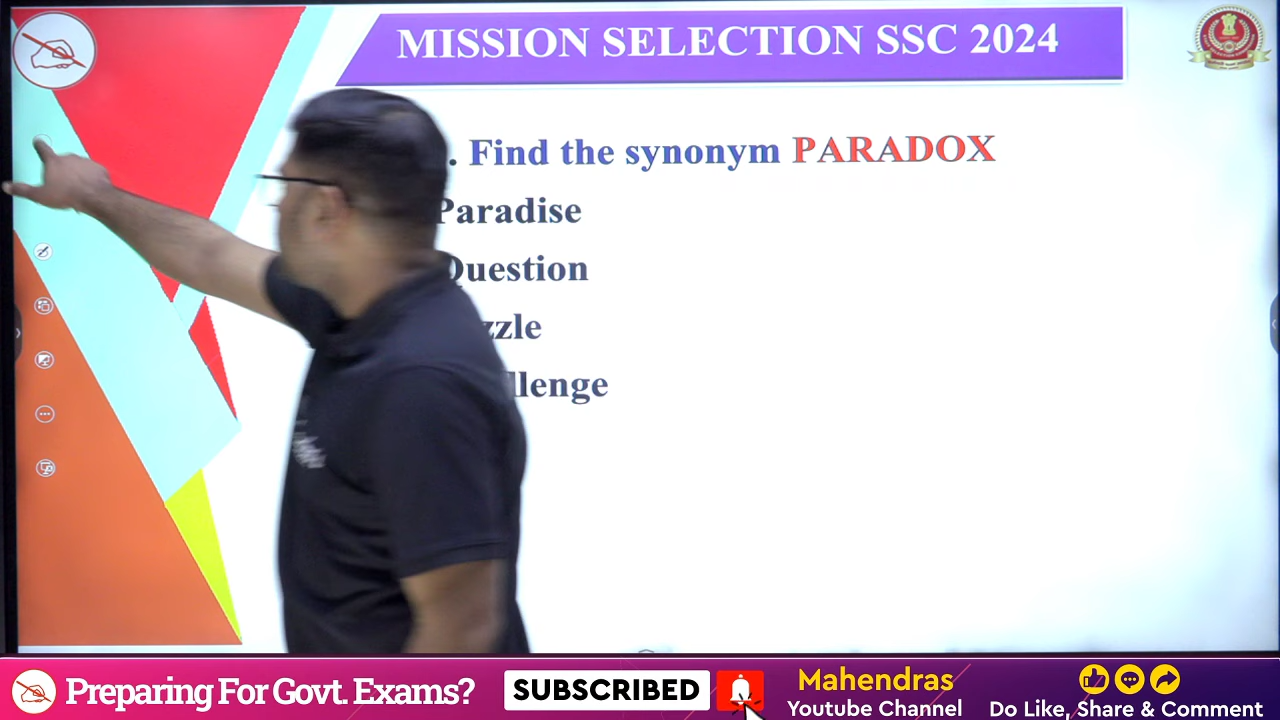 MISSION SELECTION SSC 2024
. Find the synonym PARADOX
Paradise
Question
zzle
llenge
Preparing For Govt. Exams?
SUBSCRIBED
Mahendras
Youtube Channel
Do Like, Share & Comment